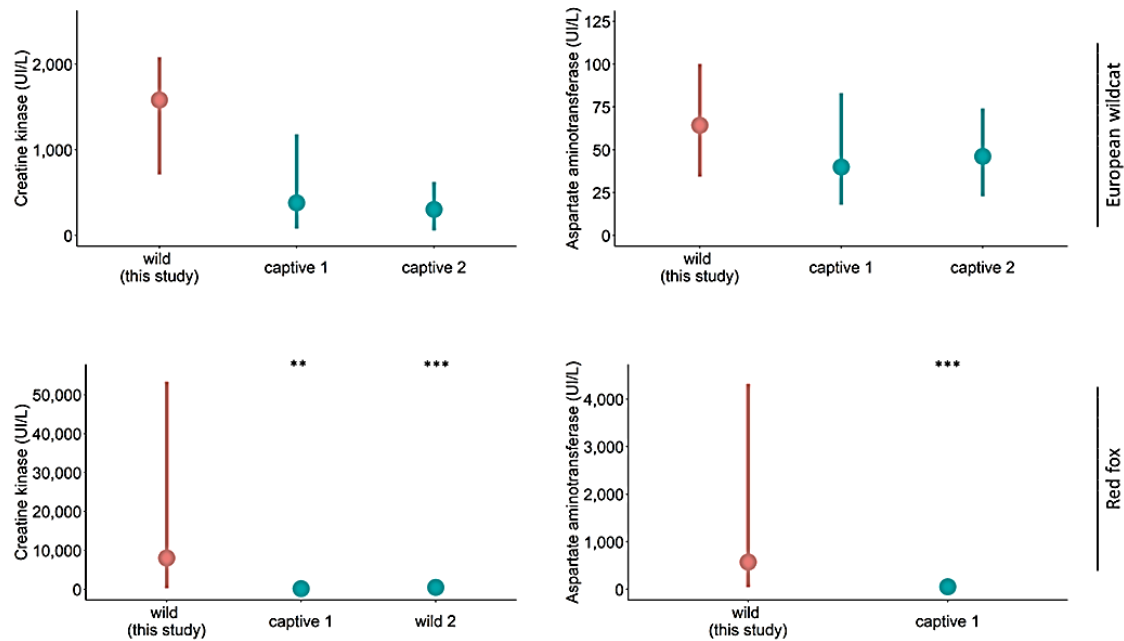 Creatine kinase (UI/L)
2,000
1,000
0
wild
(this study)
captive 1
captive 2
Aspartate aminotransferase (UI/L)
125
100
75
50
25
0
wild
(this study)
captive 1
captive 2
European wildcat
Creatine kinase (UI/L)
50,000
40,000
30,000
20,000
10,000
0
**
***
wild
(this study)
captive 1
wild 2
Aspartate aminotransferase (UI/L)
4,000
3,000
2,000
1,000
0
***
wild
(this study)
captive 1
Red fox